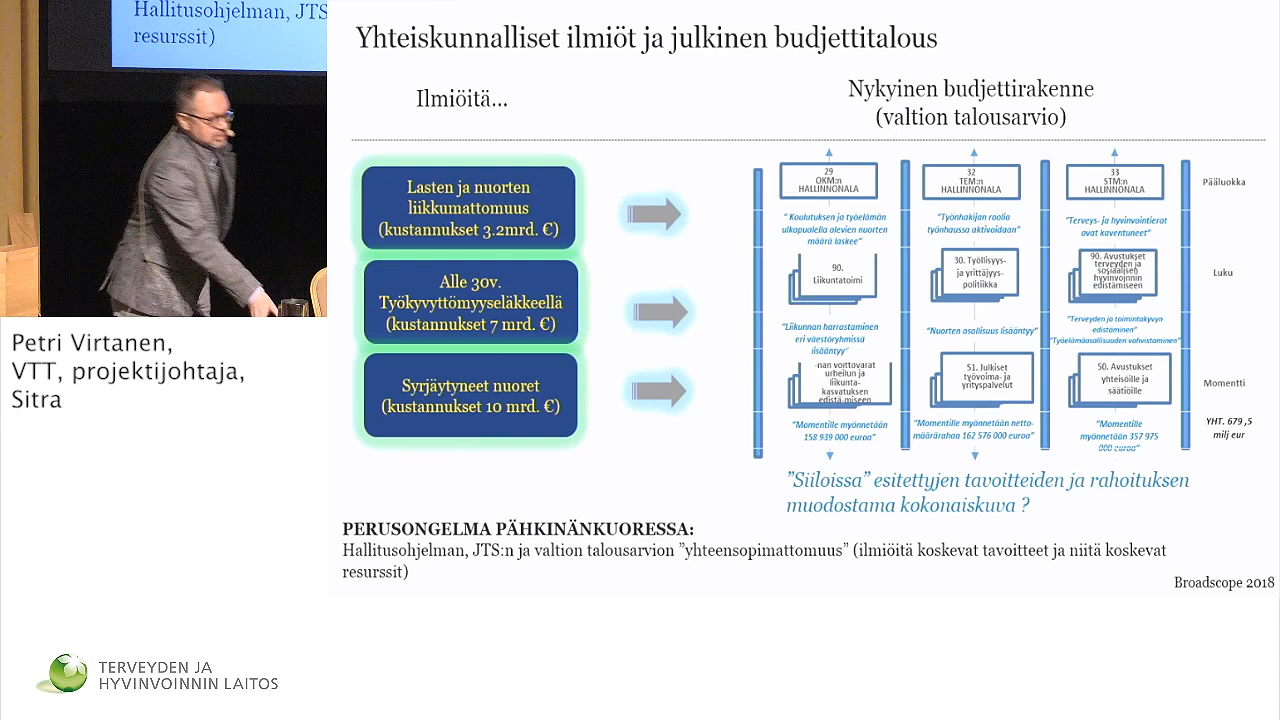 Hallitusohjelman, JTS
resurssit)
Yhteiskunnalliset ilmiöt ja julkinen budjettitalous
Ilmiöitä...
Nykyinen budjettirakenne
(valtion talousarvio)
Lasten ja nuorten
liikkumattomuus
(kustannukset 3.2mrd. €)
Alle 30v.
Työkyvyttömyyseläkkeellä
(kustannukset 7 mrd. €)
Syrjäytyneet nuoret
(kustannukset 10 mrd. €)
29
OKM:n
HALLINNONALA
" Koulutuksen ja työelämän
ulkopuolella olevien nuorten
määrä laskee"
90.
Liikuntatoimi
"Liikunnan harrastaminen
eri väestöryhmissä
lisääntyy"
-nan voittovarat
urheilun ja
liikunta-
kasvatuksen
edistä-miseen
"Momentille myönnetään
158 939 000 euroa"
32
TEM:n
HALLINNONALA
"Työnhakijan roolia
työnhaussa aktivoidaan"
30. Työllisyys-
ja yrittäjyys-
politiikka
"Nuorten osallisuus lisääntyy"
51. Julkiset
työvoima- ja
yrityspalvelut
"Momentille myönnetään netto-
määrärahaa 162 576 000 euroa"
33
STM:n
HALLINNONALA
"Terveys- ja hyvinvointierot
ovat kaventuneet"
90. Avustukset
terveyden ja
sosiaalisen
hyvinvoinnin
edistämiseen
"Terveyden ja toimintakyvyn
edistäminen"
"Työelämäosallisuuden vahvistaminen"
50. Avustukset
yhteisöille ja
säätiöille
"Momentille
myönnetään 357 975
000 euroa"
Pääluokka
Luku
Momentti
YHT. 679 ,5
milj eur
"Siiloissa" esitettyjen tavoitteiden ja rahoituksen
muodostama kokonaiskuva ?
PERUSONGELMA PÄHKINÄNKUORESSA:
Hallitusohjelman, JTS:n ja valtion talousarvion "yhteensopimattomuus" (ilmiöitä koskevat tavoitteet ja niitä koskevat
resurssit)
Broadscope 2018
Petri Virtanen,
VTT, projektijohtaja,
Sitra
TERVEYDEN JA
HYVINVOINNIN LAITOS